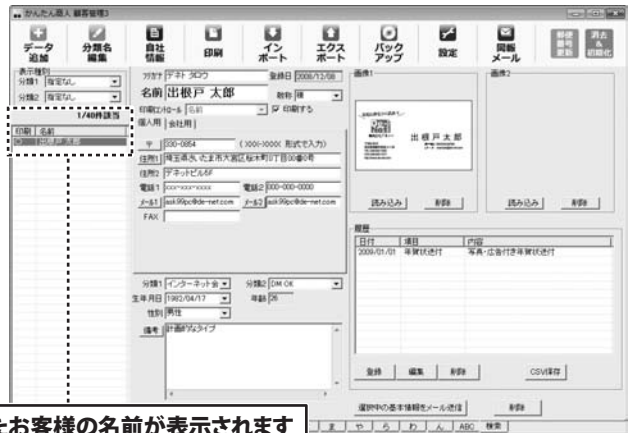 かんたん商人 顧客管理3
データ追加
分類名編集
自社情報
印刷
インポート
エクスポート
バックアップ
設定
同報メール
郵便番号更新
消去&初期化
表示種別
分類1 指定なし
分類2 指定なし
1/40件該当
印刷 名前
○ 出根戸 太郎
フリガナ デネト タロウ
登録日 2008/12/08
名前 出根戸 太郎
敬称 様
印刷コントロール 名前
印刷する
個人用 会社用
〒 330-0854 (XXX-XXXX 形式で入力)
住所1 埼玉県さいたま市大宮区桜木町1丁目00番0号
住所2 デネットビル6F
電話1 xxx-xxx-xxxx
電話2 000-000-0000
メール1 ask99pc@de-net.com
メール2 ask99pc@de-net.com
FAX
分類1 インターネット会
分類2 DM OK
生年月日 1982/04/17
年齢 26
性別 男性
備考 計画的なタイプ
画像1
No1!
出根戸 太郎
読み込み 削除
画像2
読み込み 削除
履歴
日付 項目 内容
2009/01/01 年賀状送付 写真・広告付き年賀状送付
登録 編集 削除 CSV保存
選択中の基本情報をメール送信 削除
ま や ら わ ん ABC 検索
たお客様の名前が表示されます